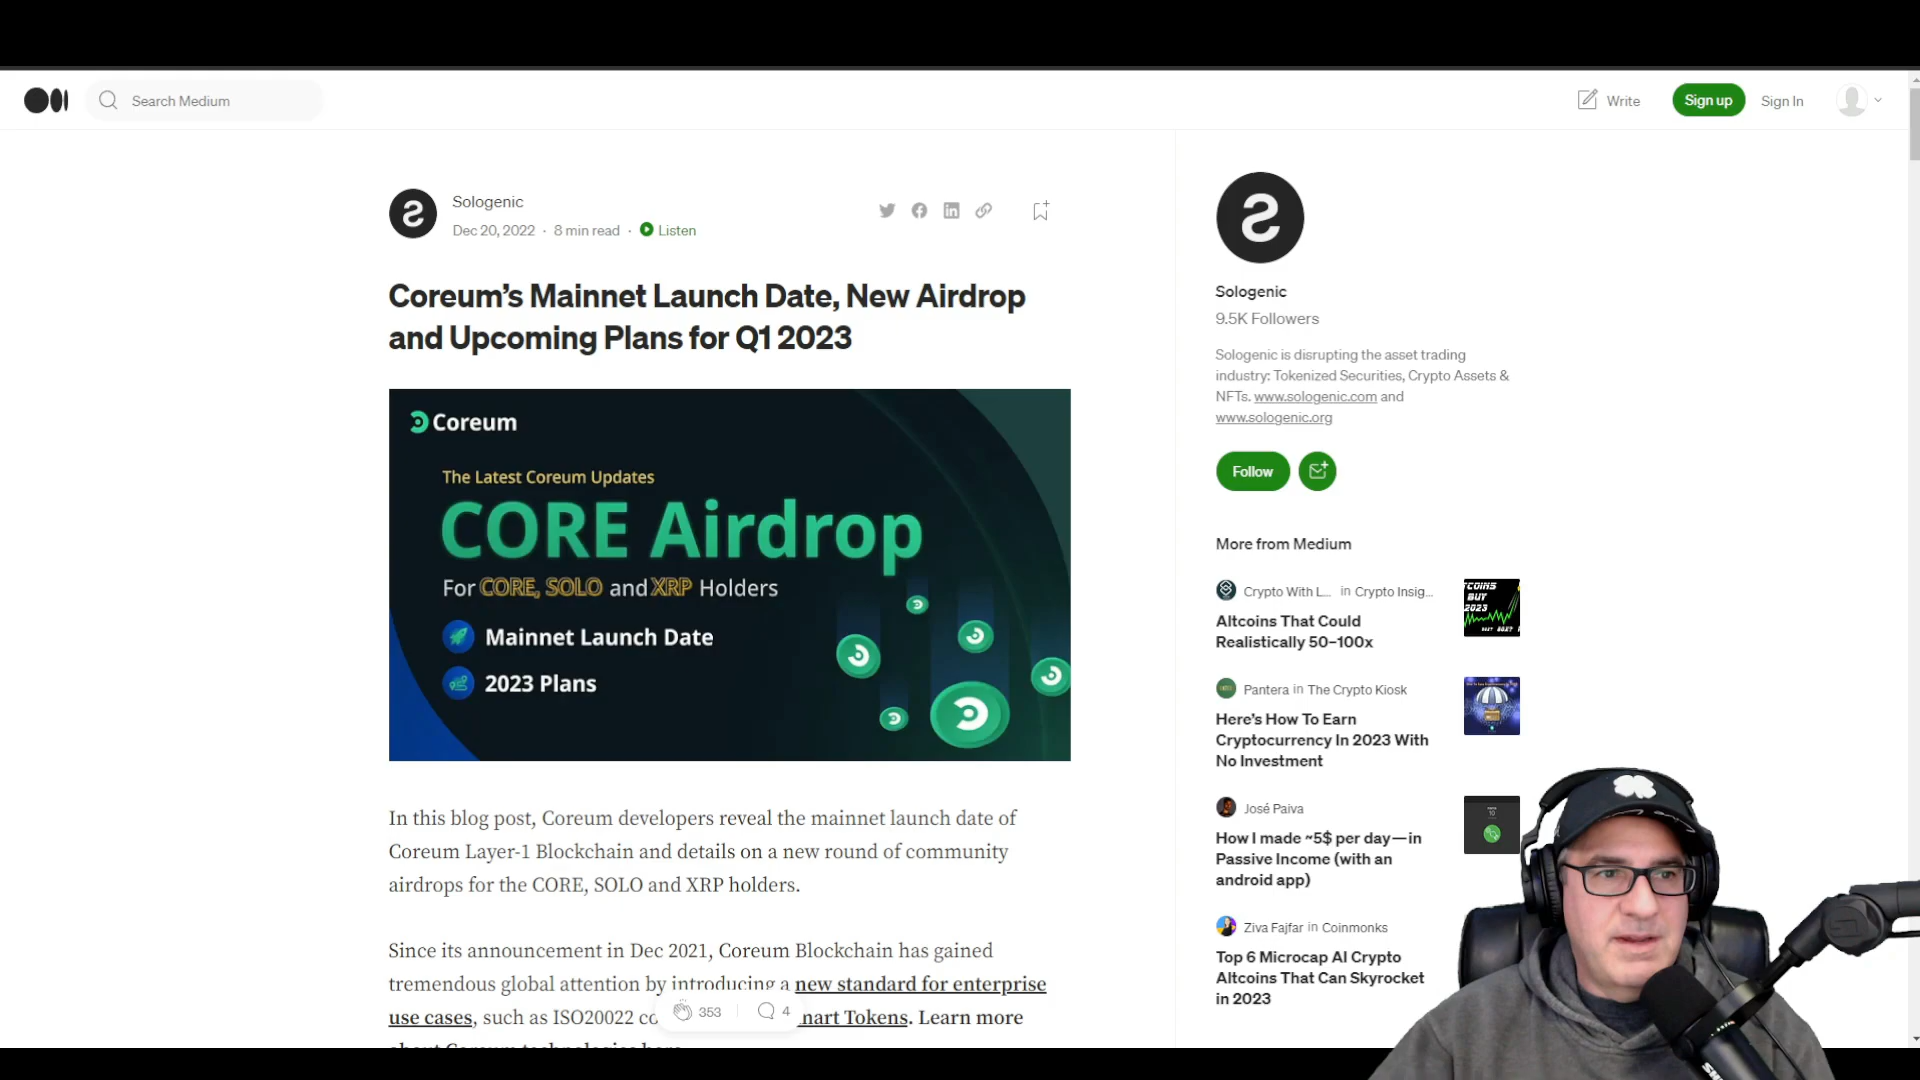 Search Medium
Write
Sign up
Sign In
Sologenic
Dec 20, 2022 · 8 min read · Listen
Coreum's Mainnet Launch Date, New Airdrop
and Upcoming Plans for Q1 2023
Coreum
The Latest Coreum Updates
CORE Airdrop
For CORE, SOLO and XRP Holders
Mainnet Launch Date
2023 Plans
In this blog post, Coreum developers reveal the mainnet launch date of
Coreum Layer-1 Blockchain and details on a new round of community
airdrops for the CORE, SOLO and XRP holders.
Since its announcement in Dec 2021, Coreum Blockchain has gained
tremendous global attention by introducing a new standard for enterprise
use cases, such as ISO20022 co
353
4
mart Tokens. Learn more
about Coreum technologies here
Sologenic
9.5K Followers
Sologenic is disrupting the asset trading
industry: Tokenized Securities, Crypto Assets &
NFTs. www.sologenic.com and
www.sologenic.org
Follow
More from Medium
Crypto With L... in Crypto Insig...
Altcoins That Could
Realistically 50–100x
TCOINS
BUY
2023
Pantera in The Crypto Kiosk
Here's How To Earn
Cryptocurrency In 2023 With
No Investment
José Paiva
How I made ~5$ per day—in
Passive Income (with an
android app)
Ziva Fajfar in Coinmonks
Top 6 Microcap AI Crypto
Altcoins That Can Skyrocket
in 2023